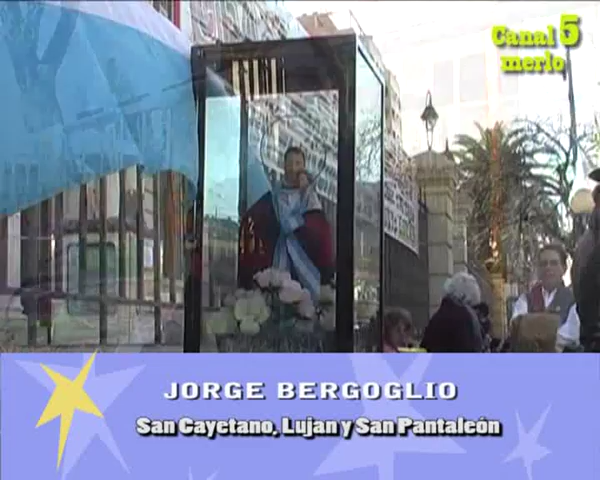 Canal 5
merlo
JORGE BERGOGLIO
San Cayetano, Lujan y San Pantaleón